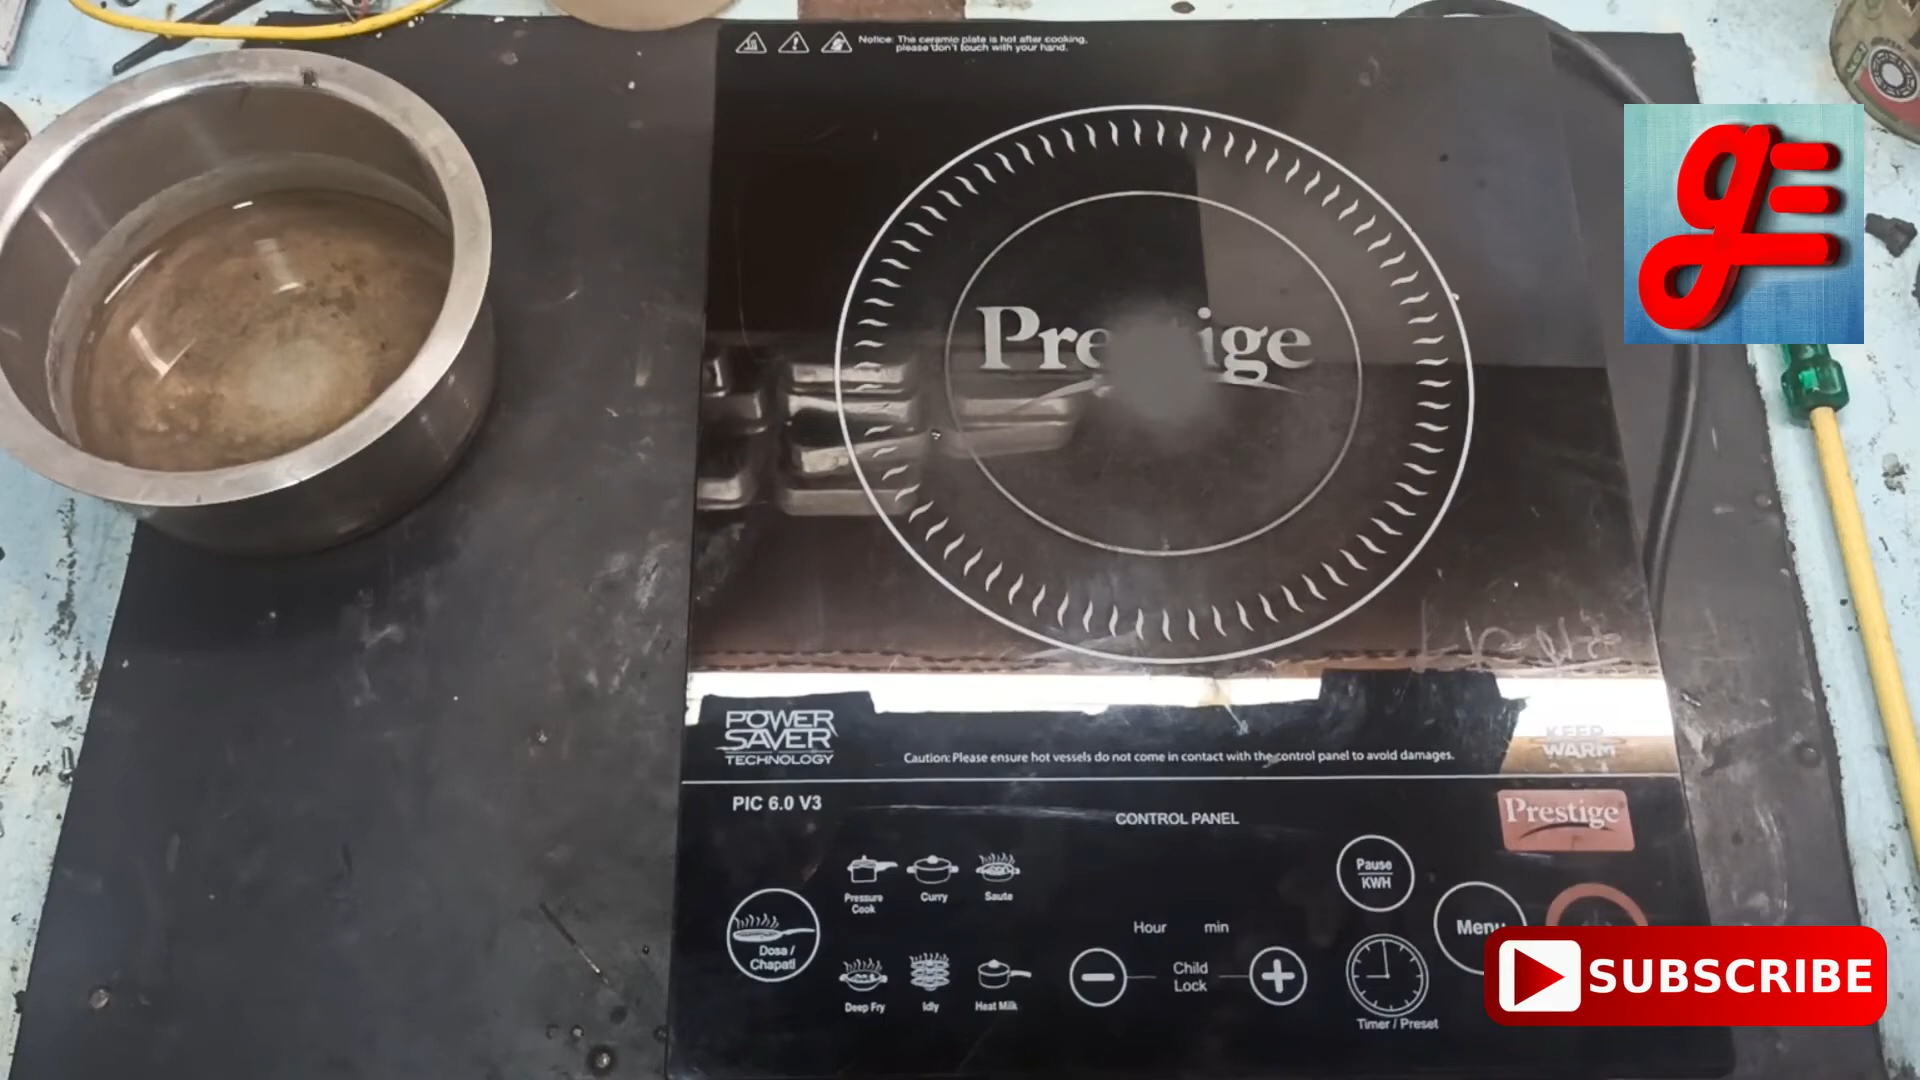 Notice: The ceramic plate is hot after cooking,
please don't touch with your hand.
gE
Prestige
POWER
SAVER
TECHNOLOGY
KEEP
WARM
Caution: Please ensure hot vessels do not come in contact with the control panel to avoid damages.
PIC 6.0 V3
Prestige
CONTROL PANEL
Pressure
Cook
Curry
Saute
Pause
KWH
Menu
Hour min
Dosa /
Chapati
Child
Lock
Deep Fry
Idly
Heat Milk
Timer / Preset
SUBSCRIBE